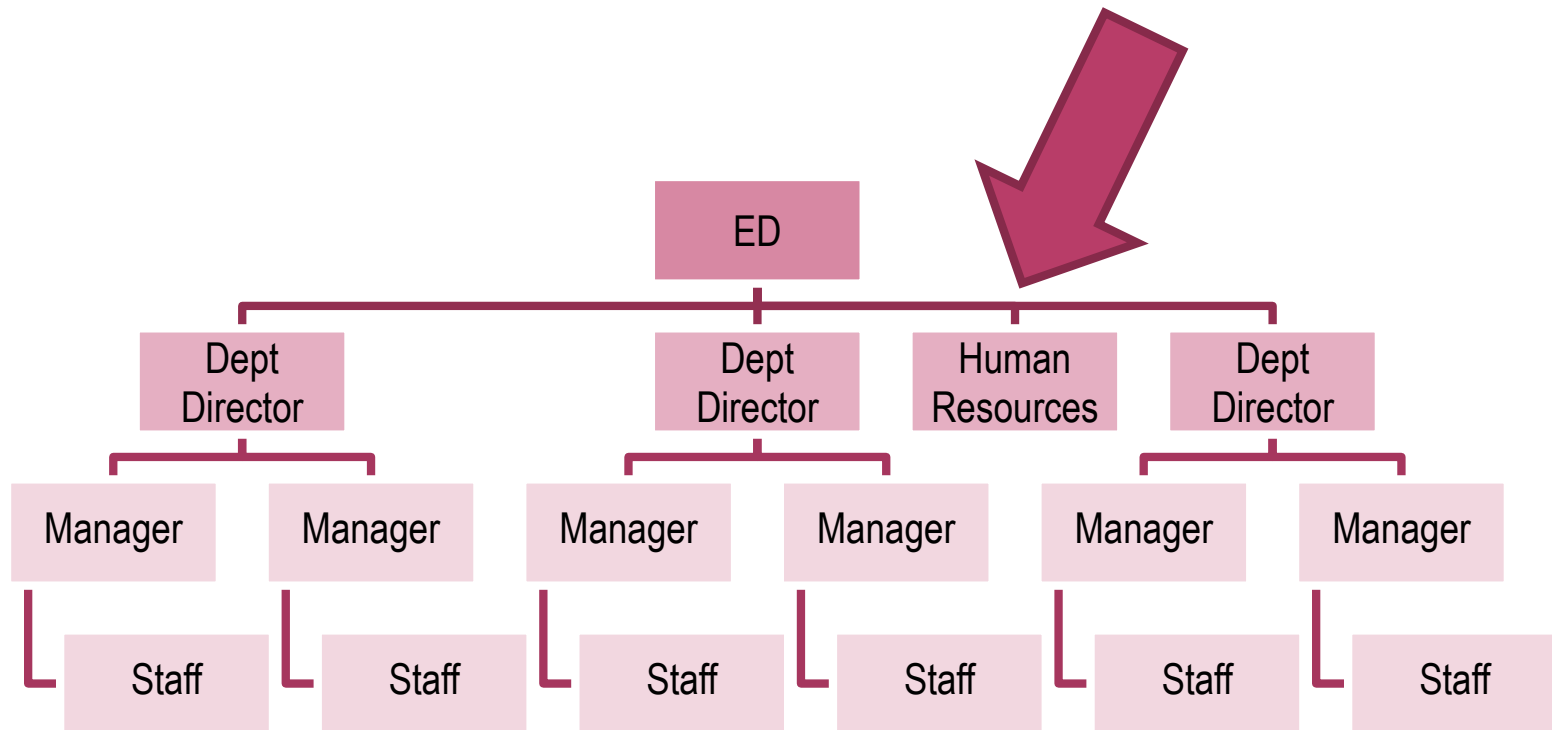 ED
Dept
Director
Dept
Director
Human
Resources
Dept
Director
Manager
Manager
Manager
Manager
Manager
Manager
Staff
Staff
Staff
Staff
Staff
Staff